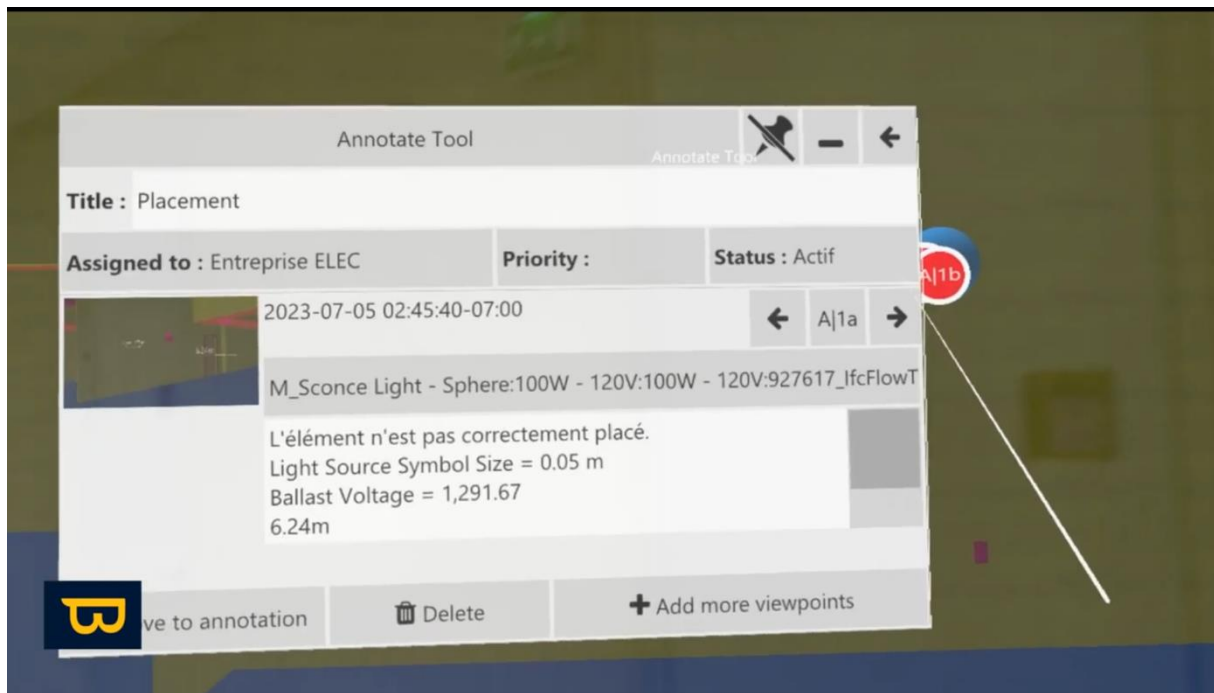 Annotate Tool
Annotate Tool
Title : Placement
Assigned to : Entreprise ELEC
Priority :
Status : Actif
A|1b
2023-07-05 02:45:40-07:00
A|1a
M_Sconce Light - Sphere:100W - 120V:100W - 120V:927617_IfcFlowT
L'élément n'est pas correctement placé.
Light Source Symbol Size = 0.05 m
Ballast Voltage = 1,291.67
6.24m
ve to annotation
Delete
Add more viewpoints